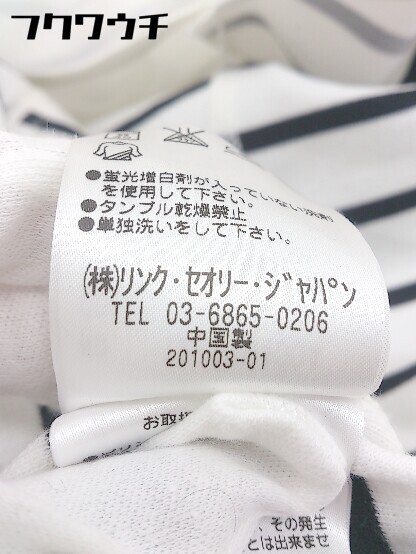 フクワウチ
●蛍光増白剤が入っていない洗剤
を使用して下さい。
●タンブル乾燥禁止
●単独洗いをして下さい。
(株)リンク・セオリー・ジャパン
TEL 03-6865-0206
中国製
201003-01
お取扱
、その発生
とは出来ませ